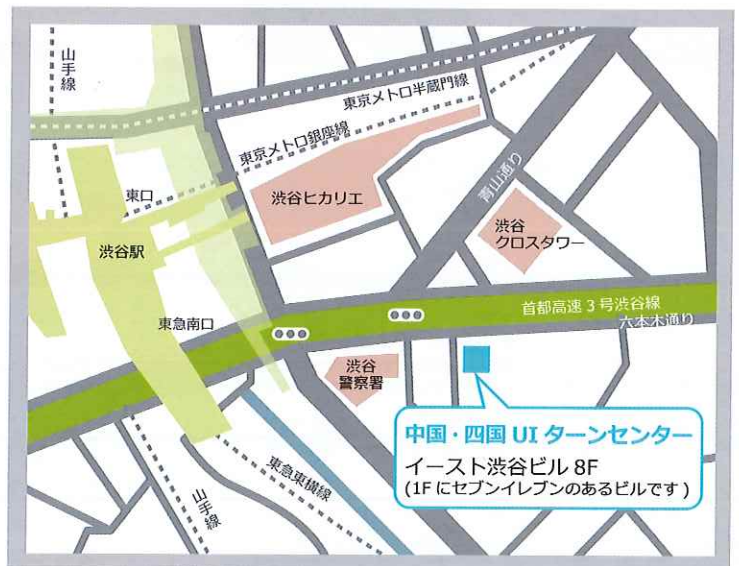 山手線
東京メトロ半蔵門線
東京メトロ銀座線
青山通り
東口
渋谷ヒカリエ
渋谷
クロスタワー
渋谷駅
東急南口
首都高速3号渋谷線
六本木通り
渋谷
警察署
中国・四国 UI ターンセンター
イースト渋谷ビル 8F
(1F にセブンイレブンのあるビルです)
東急東横線
山手線